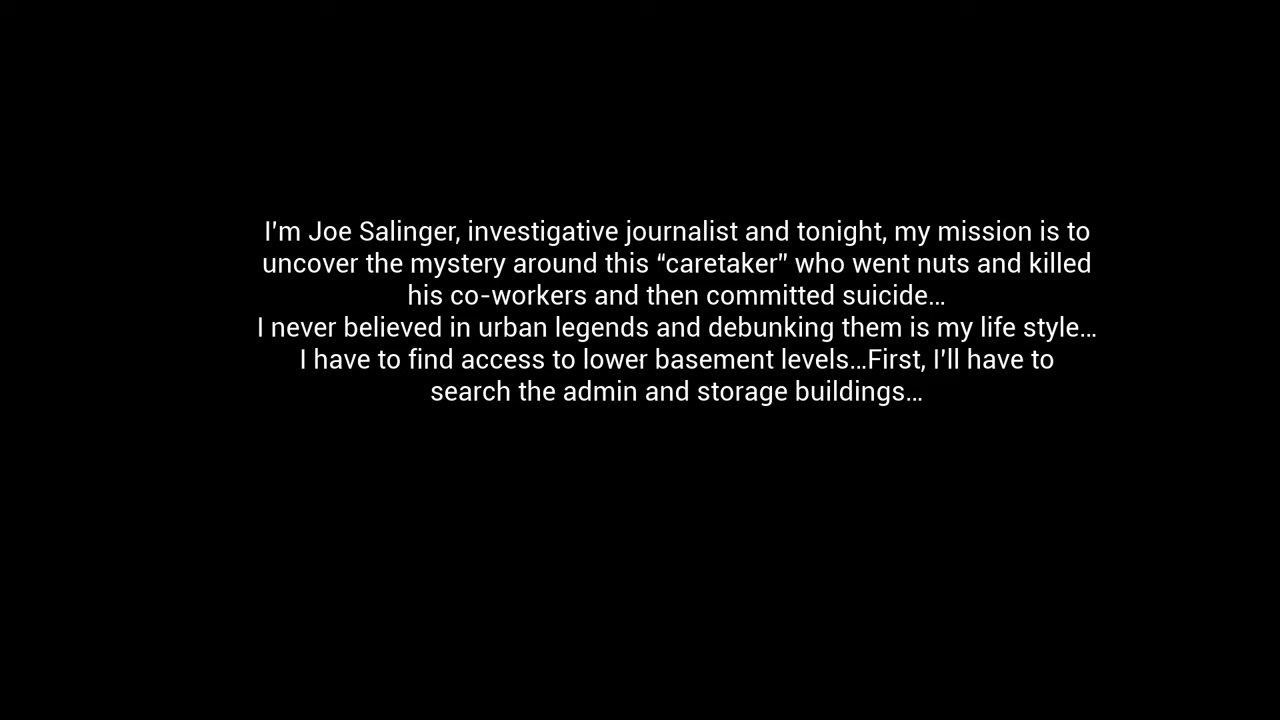 I'm Joe Salinger, investigative journalist and tonight, my mission is to
uncover the mystery around this “caretaker” who went nuts and killed
his co-workers and then committed suicide...
I never believed in urban legends and debunking them is my life style...
I have to find access to lower basement levels...First, I'll have to
search the admin and storage buildings...